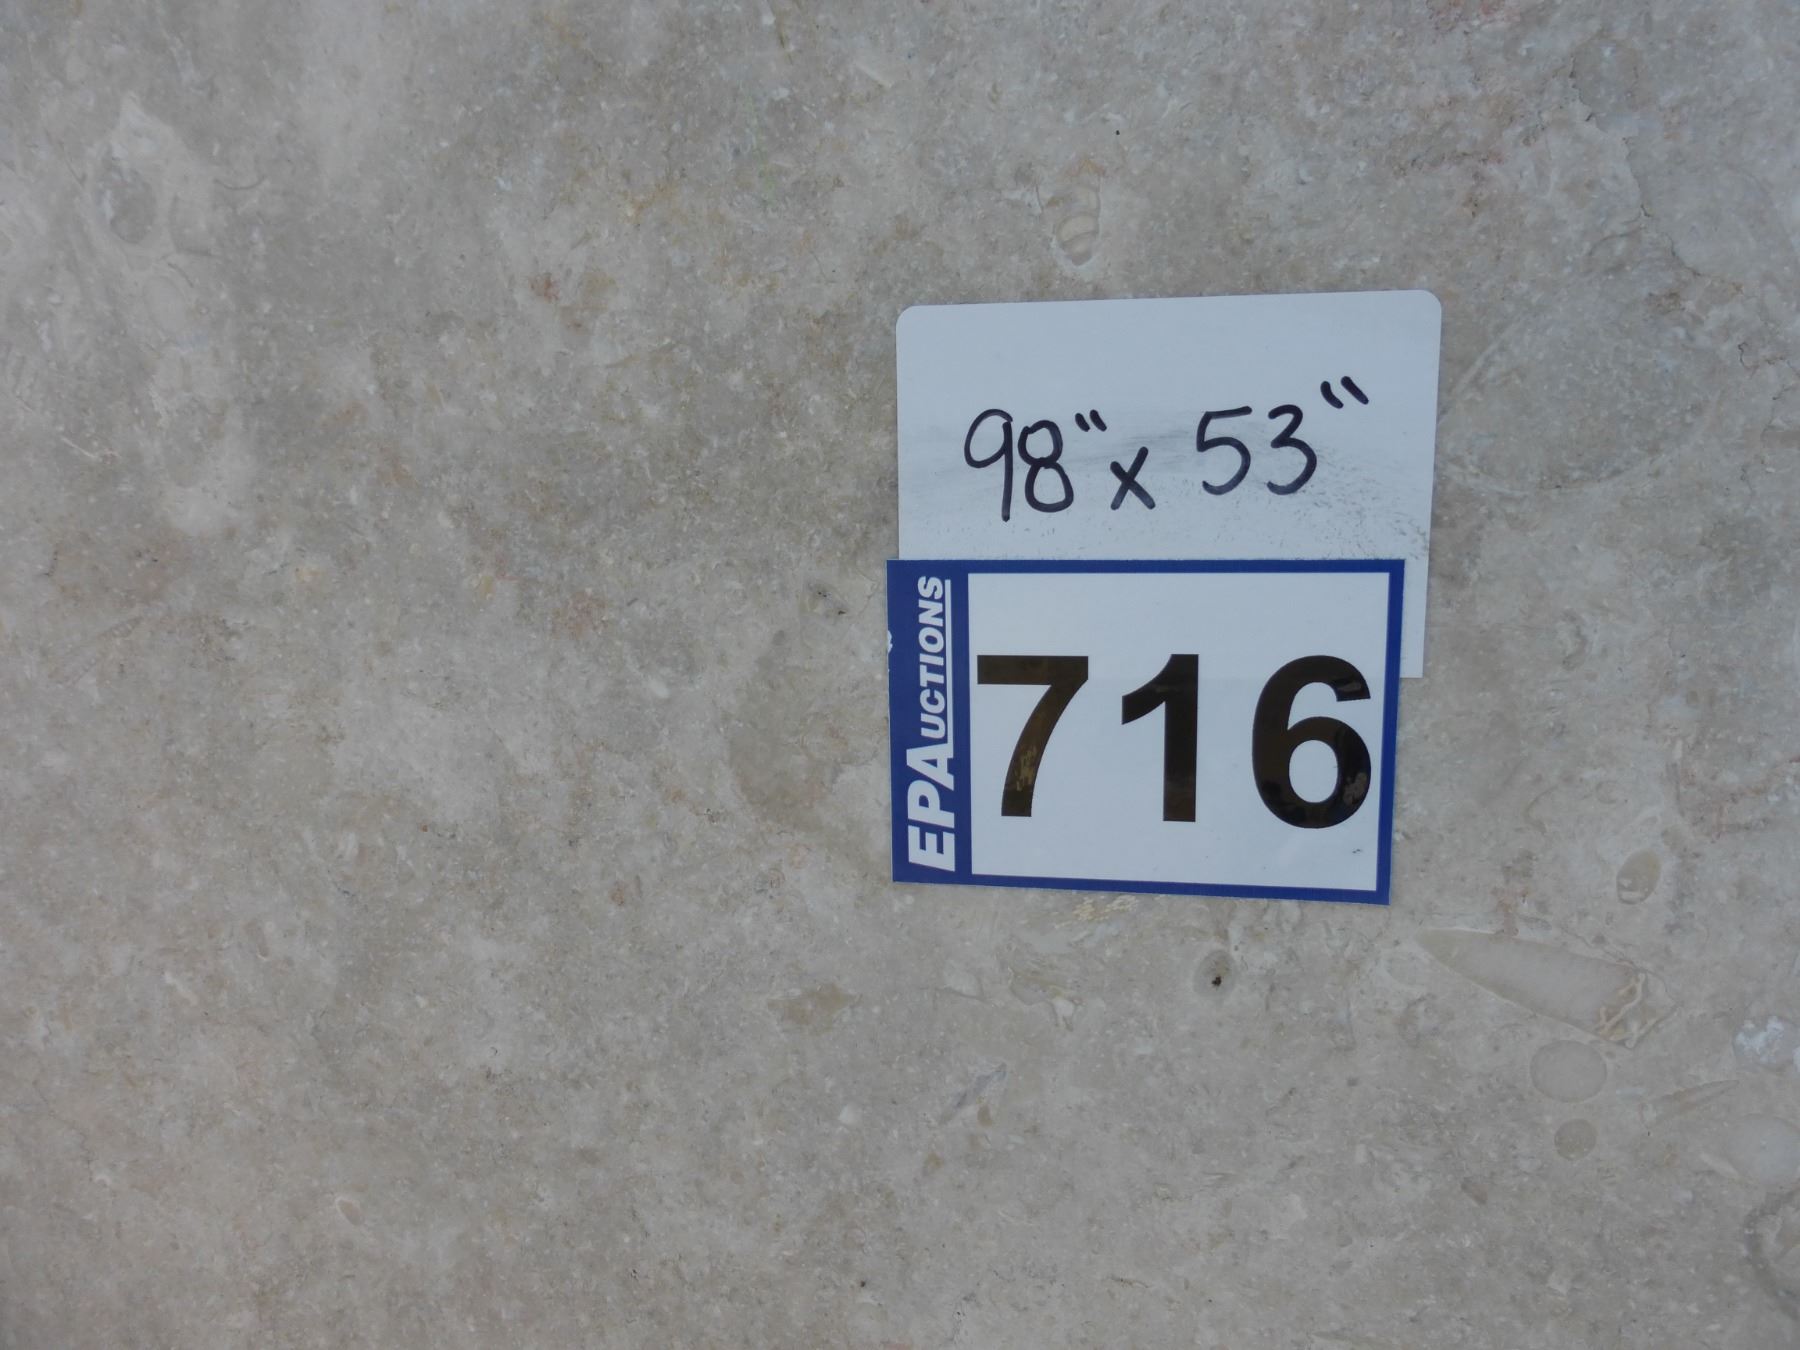 98" x 53"
EPAUCTIONS
716